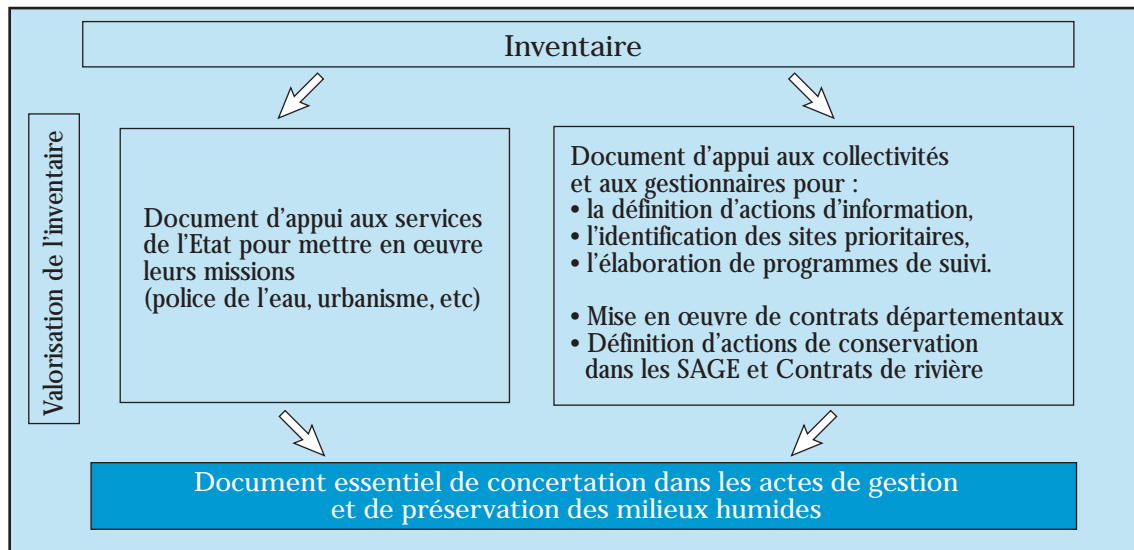 Inventaire
Valorisation de l'inventaire
Document d'appui aux services
de l'Etat pour mettre en œuvre
leurs missions
(police de l'eau, urbanisme, etc)
Document d'appui aux collectivités
et aux gestionnaires pour :
• la définition d'actions d'information,
• l'identification des sites prioritaires,
• l'élaboration de programmes de suivi.
• Mise en œuvre de contrats départementaux
• Définition d'actions de conservation
dans les SAGE et Contrats de rivière
Document essentiel de concertation dans les actes de gestion
et de préservation des milieux humides